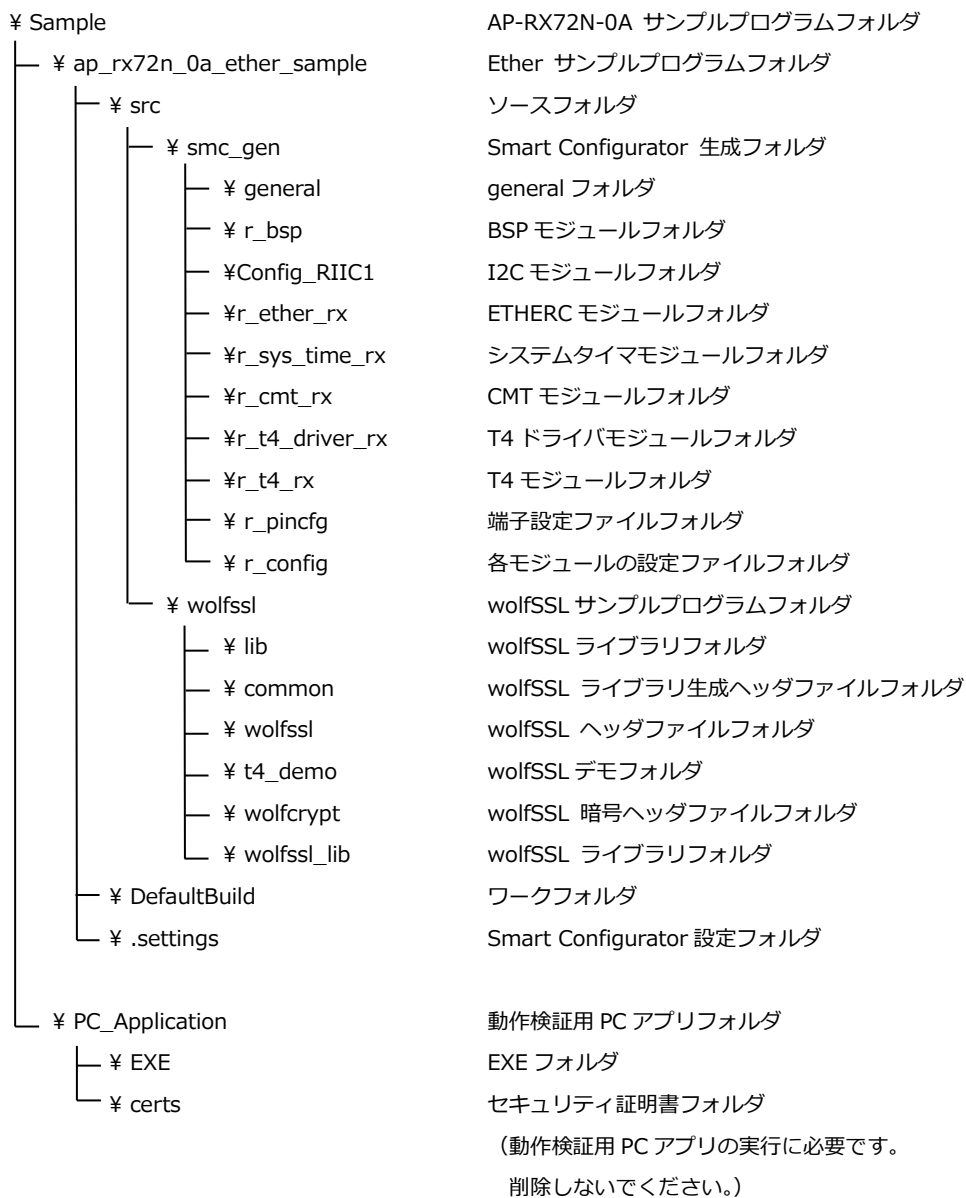 ¥ Sample AP-RX72N-0A サンプルプログラムフォルダ
¥ ap_rx72n_0a_ether_sample Ether サンプルプログラムフォルダ
¥ src ソースフォルダ
¥ smc_gen Smart Configurator 生成フォルダ
¥ general general フォルダ
¥ r_bsp BSP モジュールフォルダ
¥Config_RIIC1 I2C モジュールフォルダ
¥r_ether_rx ETHERC モジュールフォルダ
¥r_sys_time_rx システムタイマモジュールフォルダ
¥r_cmt_rx CMT モジュールフォルダ
¥r_t4_driver_rx T4 ドライバモジュールフォルダ
¥r_t4_rx T4 モジュールフォルダ
¥ r_pincfg 端子設定ファイルフォルダ
¥ r_config 各モジュールの設定ファイルフォルダ
¥ wolfssl wolfSSL サンプルプログラムフォルダ
¥ lib wolfSSL ライブラリフォルダ
¥ common wolfSSL ライブラリ生成ヘッダファイルフォルダ
¥ wolfssl wolfSSL ヘッダファイルフォルダ
¥ t4_demo wolfSSL デモフォルダ
¥ wolfcrypt wolfSSL 暗号ヘッダファイルフォルダ
¥ wolfssl_lib wolfSSL ライブラリフォルダ
¥ DefaultBuild ワークフォルダ
¥ .settings Smart Configurator 設定フォルダ
¥ PC_Application 動作検証用 PC アプリフォルダ
¥ EXE EXE フォルダ
¥ certs セキュリティ証明書フォルダ
（動作検証用 PC アプリの実行に必要です。
削除しないでください。）